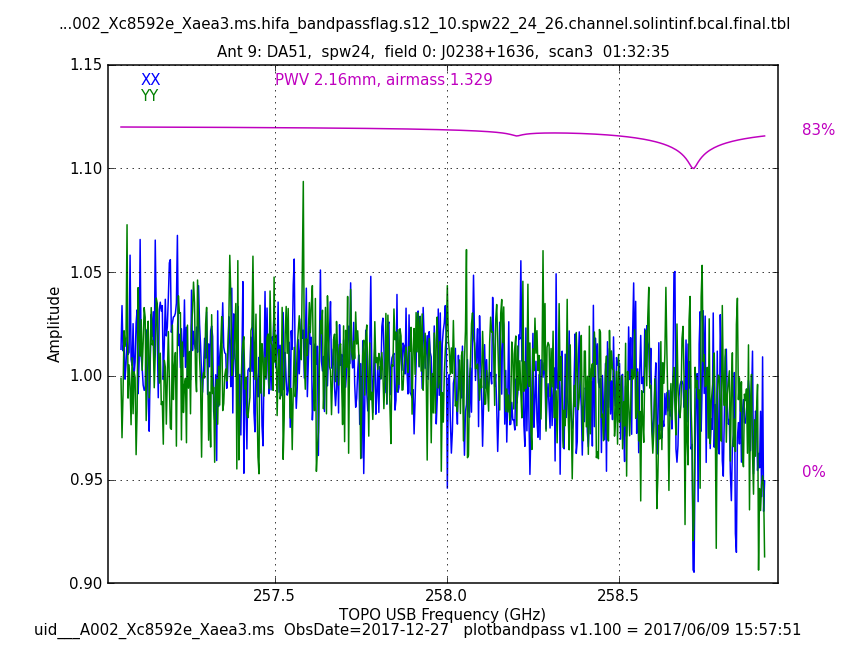 ...002_Xc8592e_Xaea3.ms.hifa_bandpassflag.s12_10.spw22_24_26.channel.solintinf.bcal.final.tbl
Ant 9: DA51, spw24, field 0: J0238+1636, scan3 01:32:35
1.15
XX
PWV 2.16mm, airmass 1.329
YY
83%
1.10
1.05
Amplitude
1.00
0%
0.95
0.90
257.5
258.0
258.5
TOPO USB Frequency (GHz)
uid___A002_Xc8592e_Xaea3.ms ObsDate=2017-12-27 plotbandpass v1.100 = 2017/06/09 15:57:51